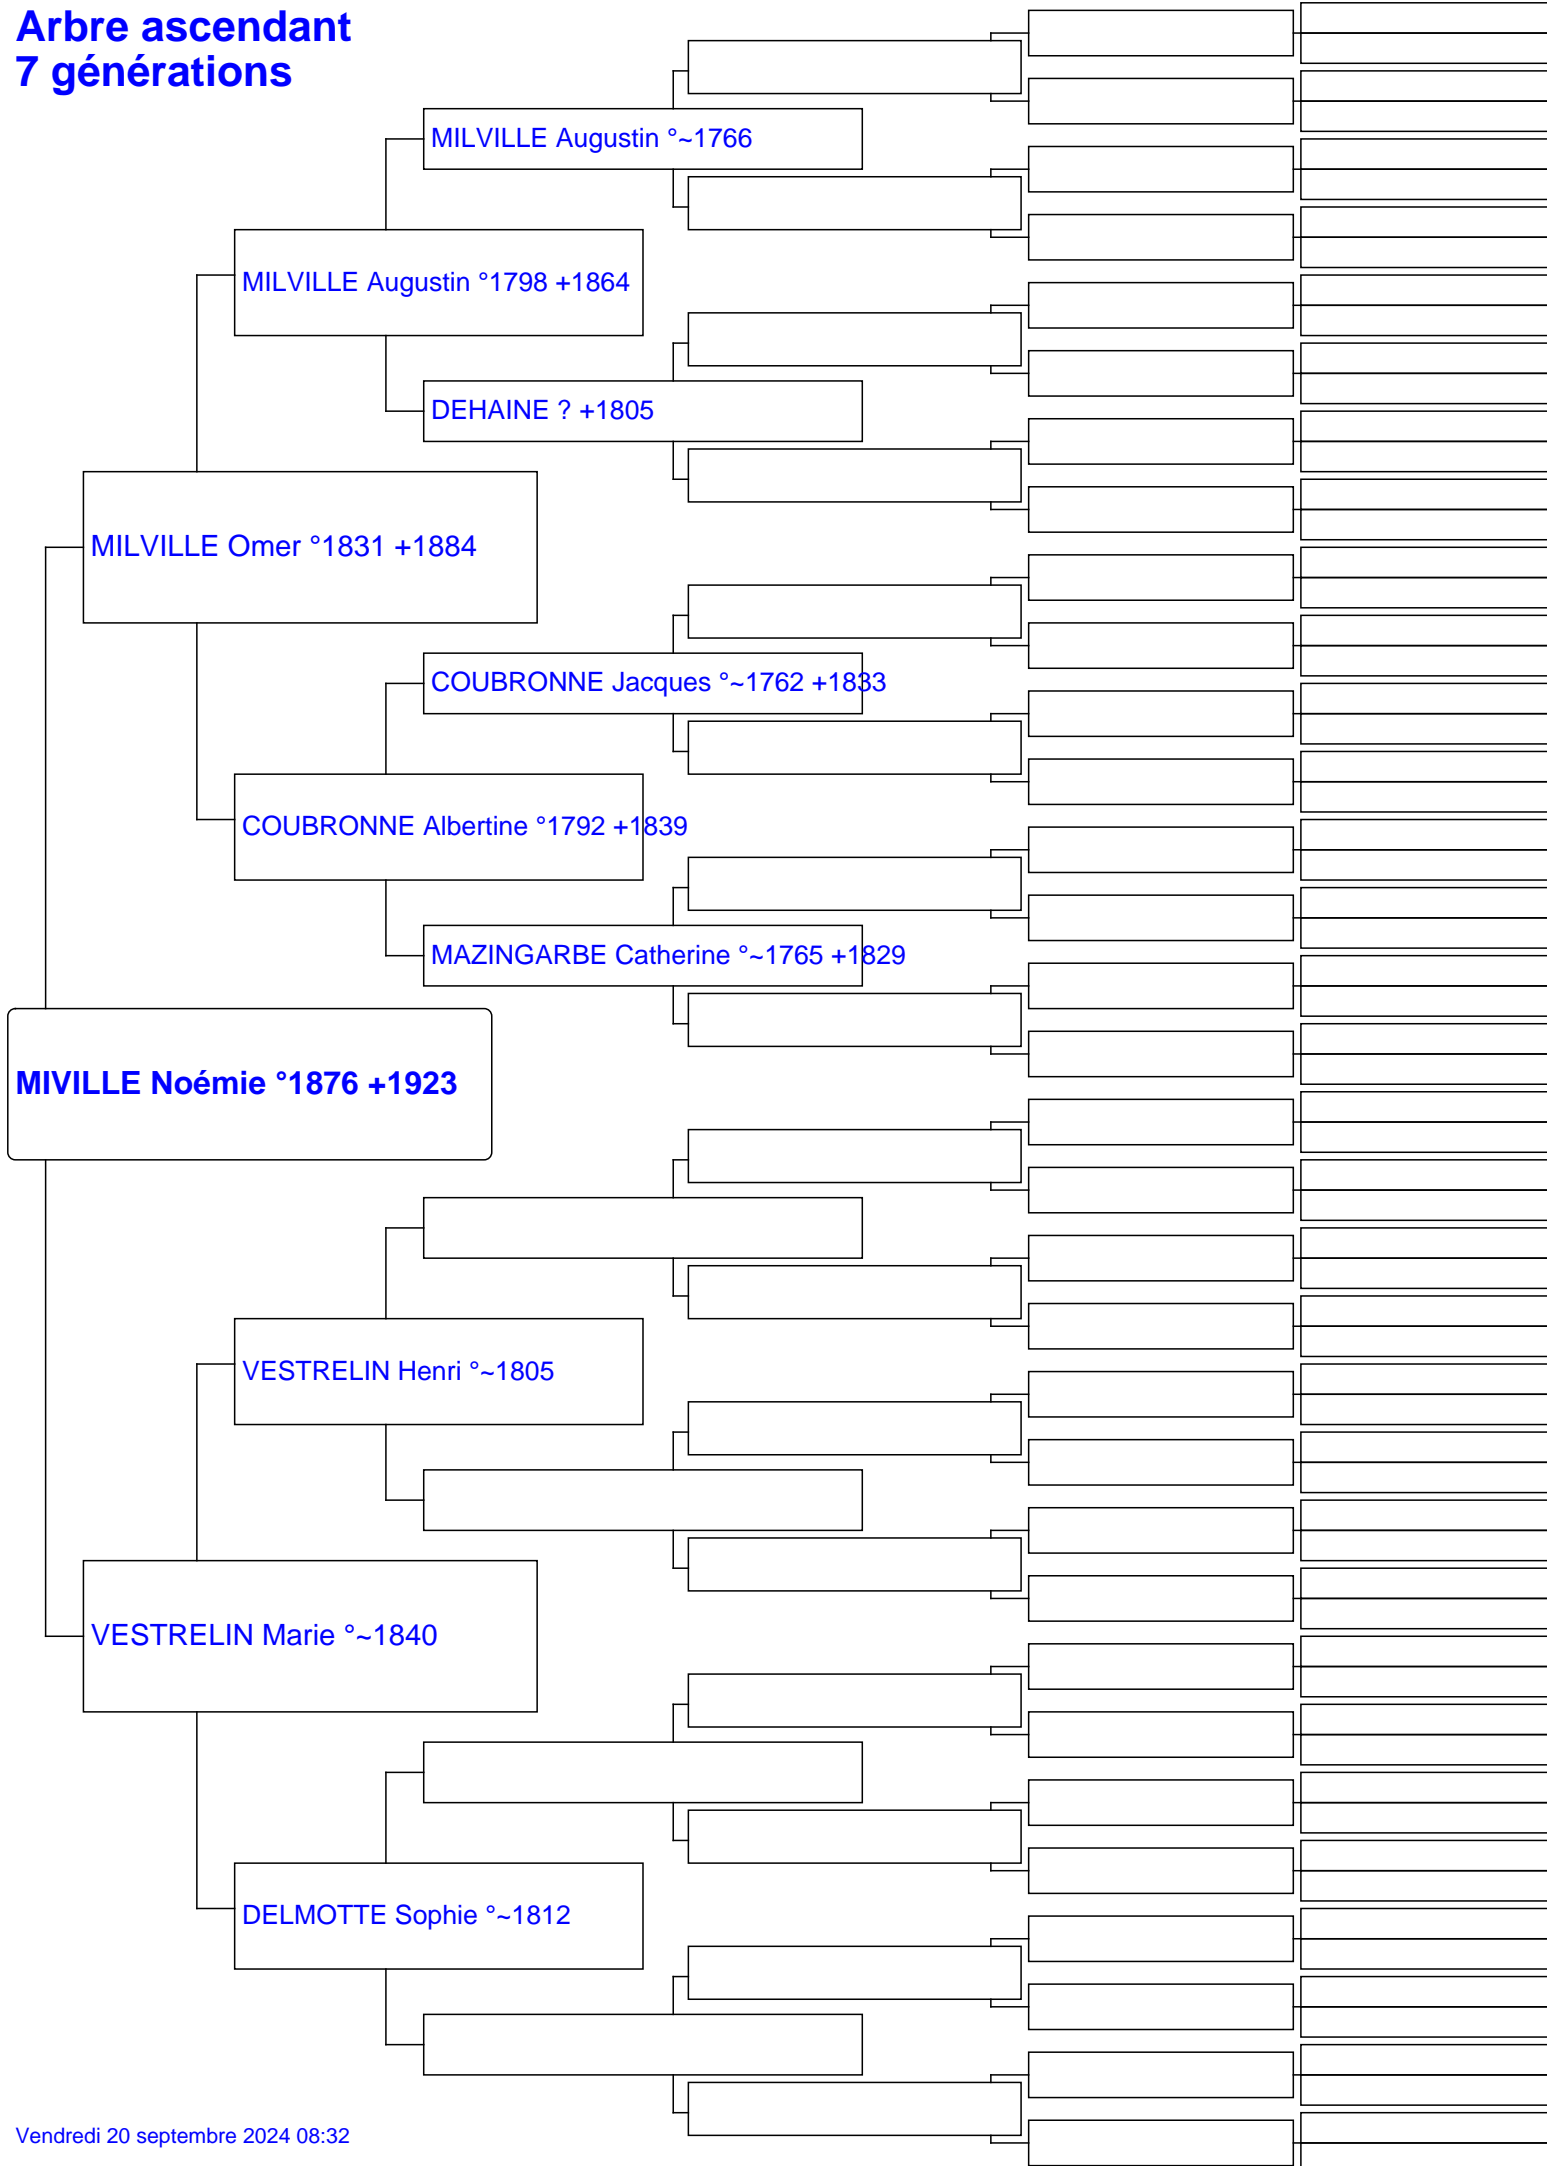 Arbre ascendant
7 générations
MILVILLE Augustin °~1766
MILVILLE Augustin °1798 +1864
DEHAINE ? +1805
MILVILLE Omer °1831 +1884
COUBRONNE Jacques °~1762 +1833
COUBRONNE Albertine °1792 +1839
MAZINGARBE Catherine °~1765 +1829
MIVILLE Noémie °1876 +1923
VESTRELIN Henri °~1805
VESTRELIN Marie °~1840
DELMOTTE Sophie °~1812
Vendredi 20 septembre 2024 08:32